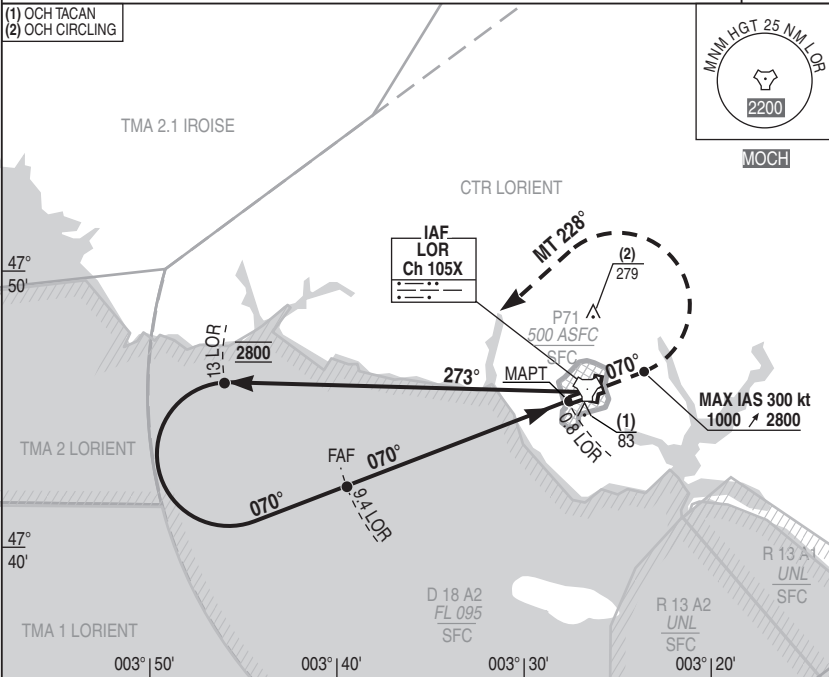 (1) OCH TACAN
(2) OCH CIRCLING
MNM HGT 25 NM LOR
2200
MOCH
TMA 2.1 IROISE
CTR LORIENT
IAF
LOR
Ch 105X
MT 228°
(2)
279
47°
50'
P71
500 ASFC
SFC
13 LOR
2800
273°
MAPT
070°
MAX IAS 300 kt
1000 ↗ 2800
0.8 LOR
(1)
83
TMA 2 LORIENT
FAF
070°
070°
9.4 LOR
47°
40'
D 18 A2
FL 095
SFC
R 13 A1
UNL
SFC
R 13 A2
UNL
SFC
TMA 1 LORIENT
003° 50'
003° 40'
003° 30'
003° 20'